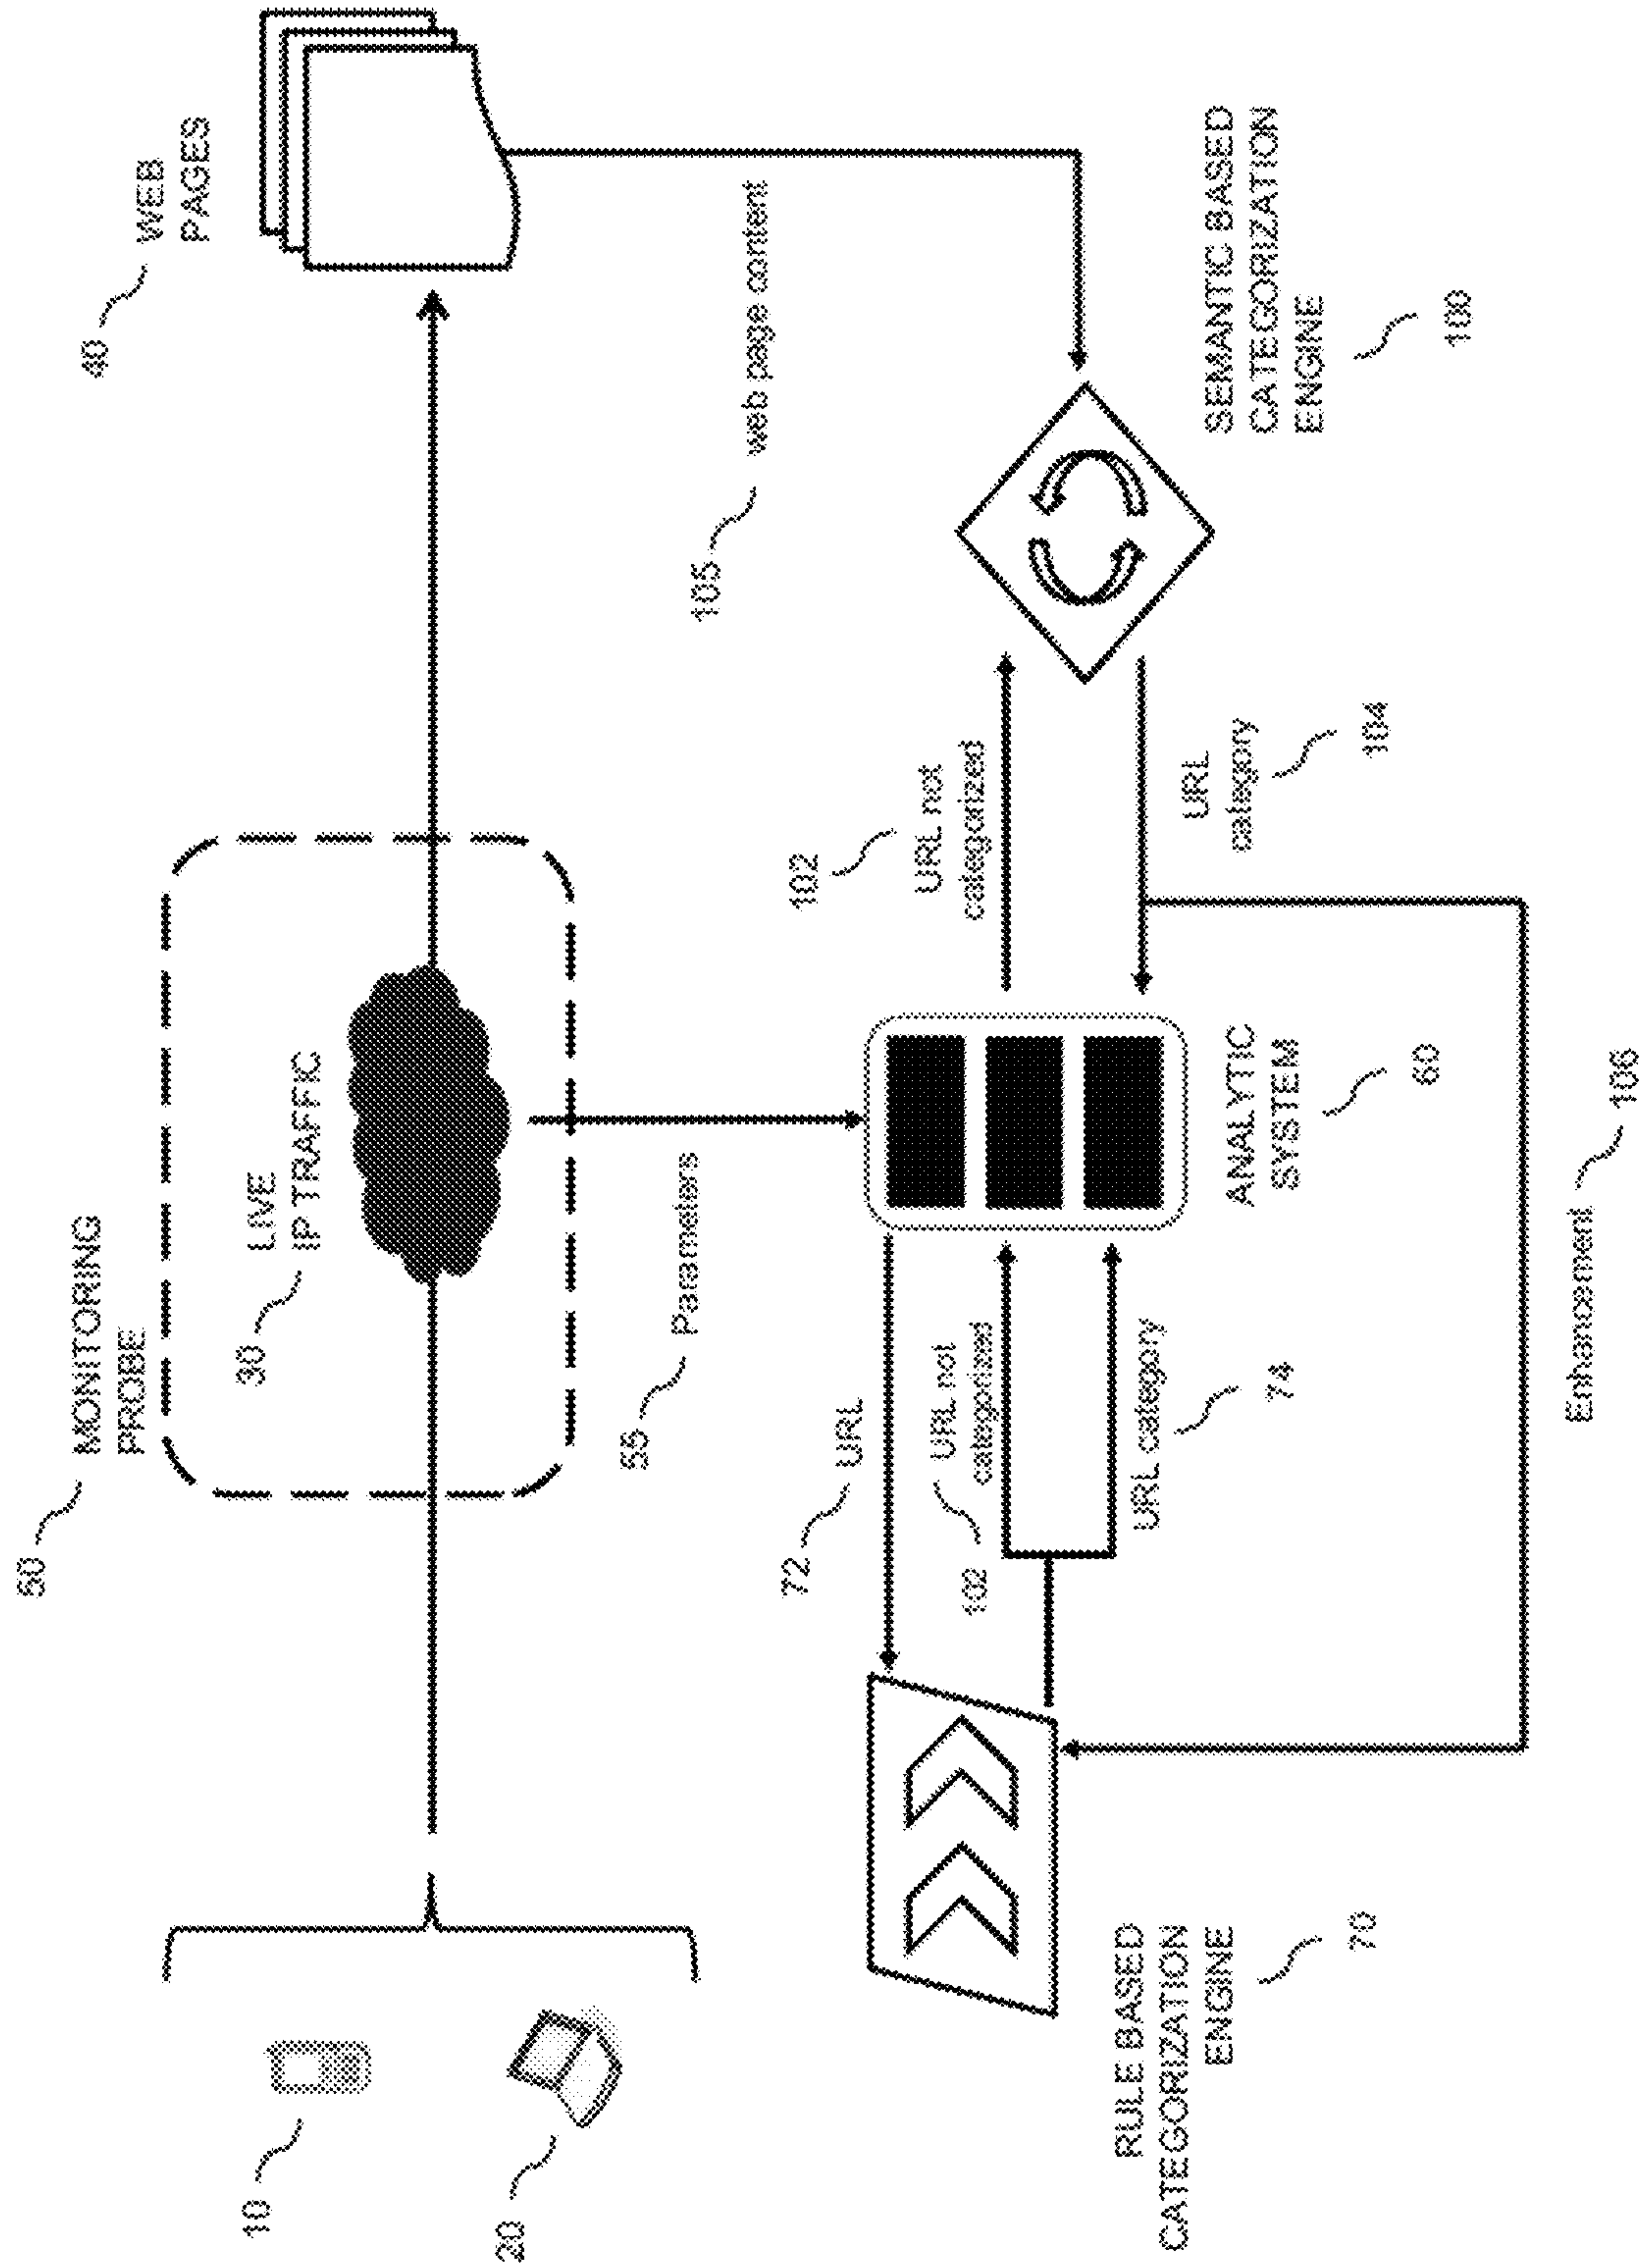 50
MONITORING
PROBE
40
WEB
PAGES
30
LIVE
IP TRAFFIC
10
20
55
Parameters
105
web page content
72
URL
102
URL not
categorized
102
URL not
categorized
URL category
74
URL
category
104
RULE BASED
CATEGORIZATION
ENGINE
70
ANALYTIC
SYSTEM
60
SEMANTIC BASED
CATEGORIZATION
ENGINE
100
Enhancement
106